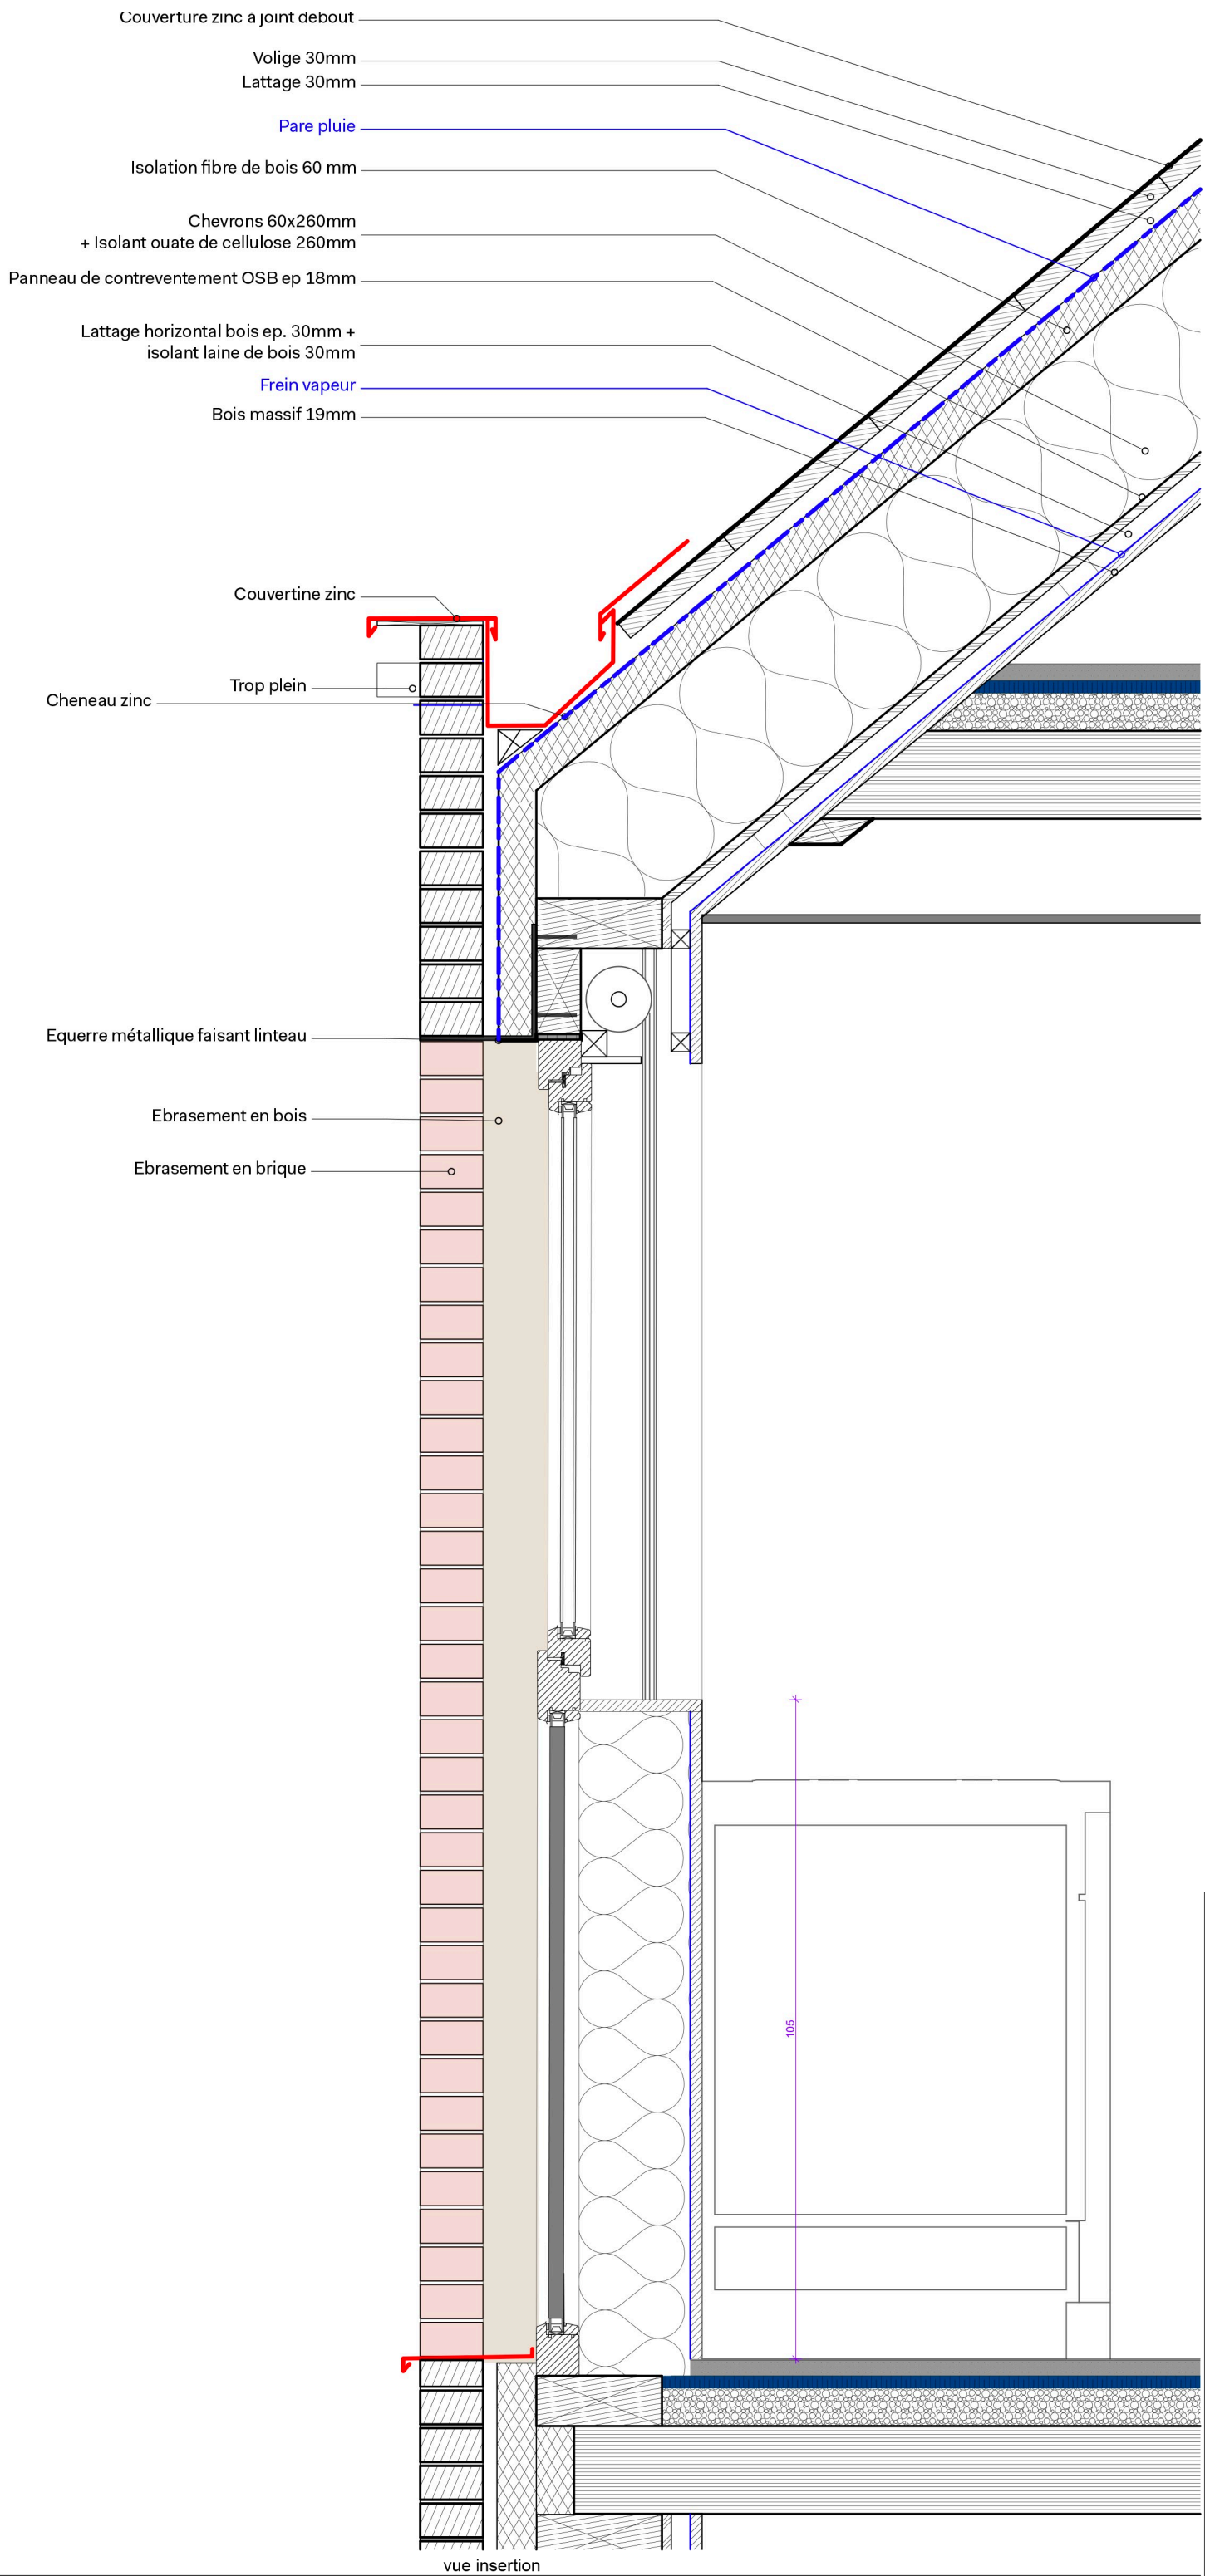 Couverture zinc à joint debout
Volige 30mm
Lattage 30mm
Pare pluie
Isolation fibre de bois 60 mm
Chevrons 60x260mm
+ Isolant ouate de cellulose 260mm
Panneau de contreventement OSB ep 18mm
Lattage horizontal bois ep. 30mm +
isolant laine de bois 30mm
Frein vapeur
Bois massif 19mm
Couvertine zinc
Trop plein
Cheneau zinc
Equerre métallique faisant linteau
Ebrasement en bois
Ebrasement en brique
105
vue insertion